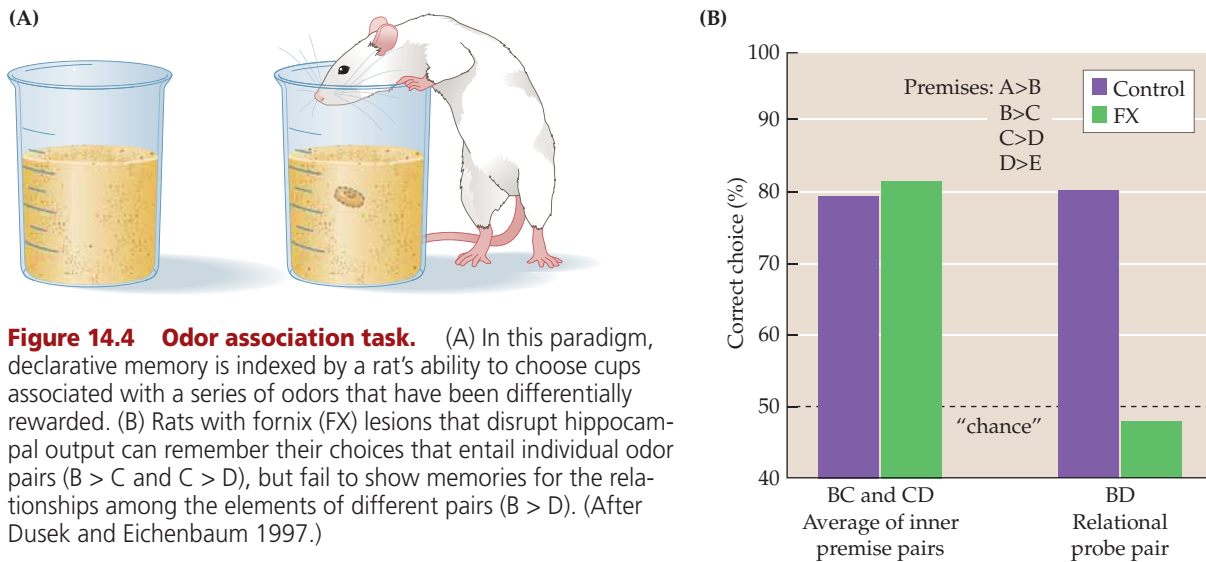 (A)
Figure 14.4 Odor association task. (A) In this paradigm,
declarative memory is indexed by a rat's ability to choose cups
associated with a series of odors that have been differentially
rewarded. (B) Rats with fornix (FX) lesions that disrupt hippocam-
pal output can remember their choices that entail individual odor
pairs (B > C and C > D), but fail to show memories for the rela-
tionships among the elements of different pairs (B > D). (After
Dusek and Eichenbaum 1997.)
(B)
Correct choice (%)
100
90
80
70
60
50
40
Premises: A>B
B>C
C>D
D>E
Control
FX
"chance"
BC and CD
Average of inner
premise pairs
BD
Relational
probe pair